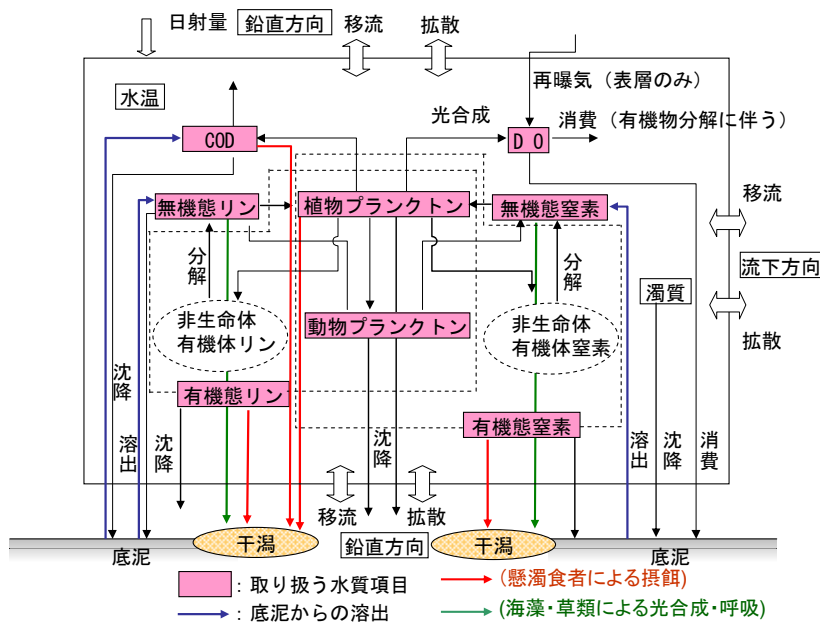 日射量
鉛直方向
移流
拡散
水温
再曝気（表層のみ）
光合成
消費（有機物分解に伴う）
COD
ＤＯ
移流
無機態リン
植物プランクトン
無機態窒素
流下方向
分解
分解
濁質
非生命体
有機体リン
動物プランクトン
非生命体
有機体窒素
拡散
沈降
有機態リン
有機態窒素
溶出
沈降
沈降
溶出
沈降
消費
移流
拡散
干潟
鉛直方向
干潟
底泥
底泥
：取り扱う水質項目
(懸濁食者による摂餌)
：底泥からの溶出
(海藻・草類による光合成・呼吸)